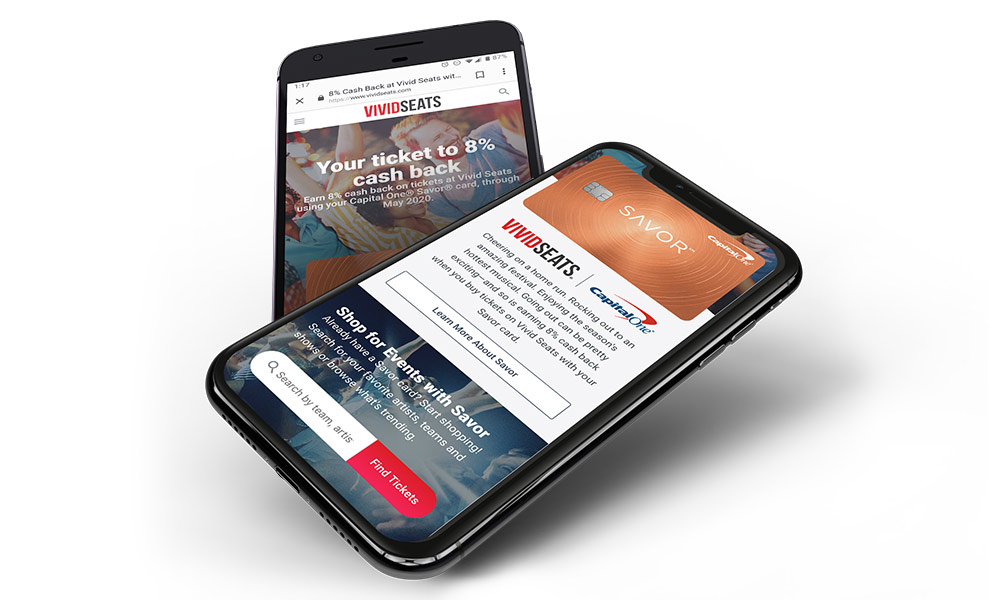 1:17
87%
8% Cash Back at Vivid Seats wit...
https://www.vividseats.com
VIVIDSEATS
Your ticket to 8%
cash back
Earn 8% cash back on tickets at Vivid Seats
using your Capital One® Savor® card, through
May 2020.
SAVOR™
Capital One
VIVIDSEATS.
Capital One®
Cheering on a home run. Rocking out to an
amazing festival. Enjoying the season's
hottest musical. Going out can be pretty
exciting–and so is earning 8% cash back
when you buy tickets on Vivid Seats with your
Savor card.
Learn More About Savor
Shop for Events with Savor
Already have a Savor card? Start shopping!
Search for your favorite artists, teams and
shows or browse what's trending.
Search by team, artis
Find Tickets